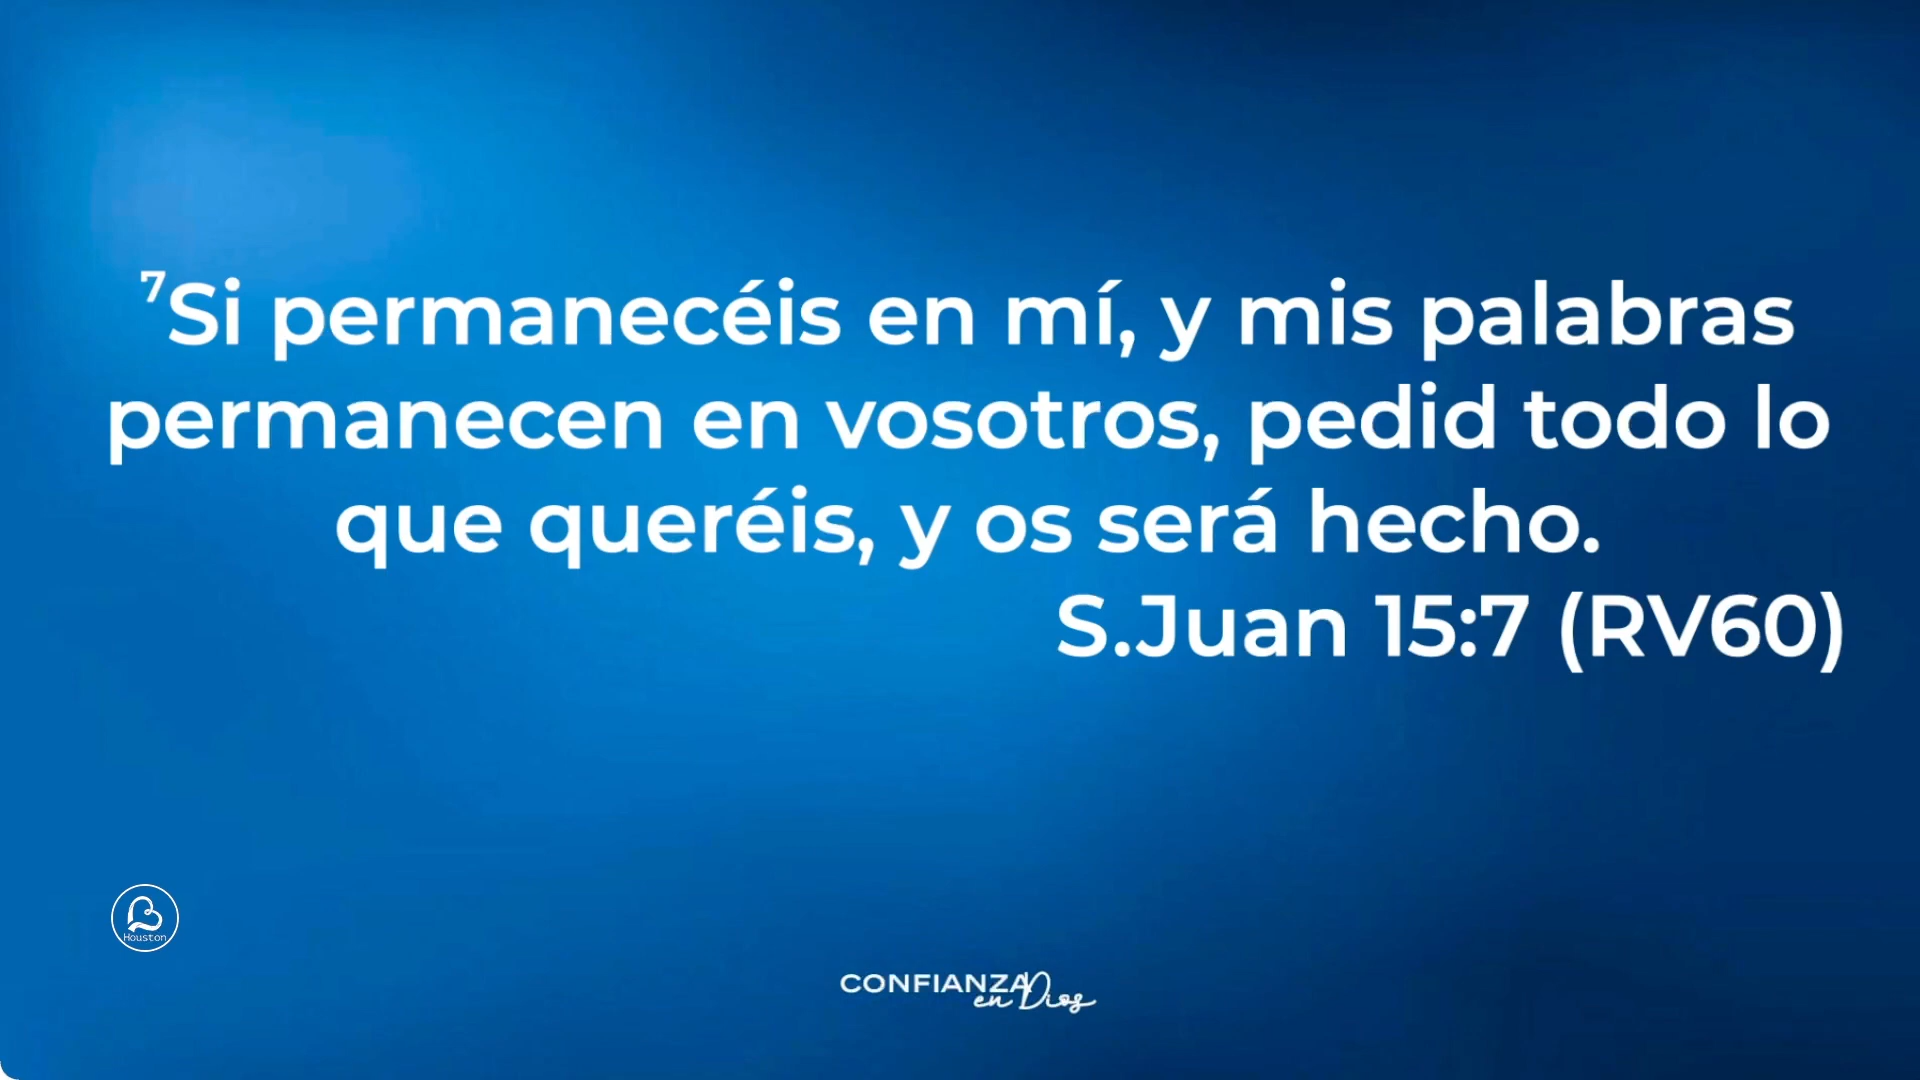 ⁷Si permanecéis en mí, y mis palabras
permanecen en vosotros, pedid todo lo
que queréis, y os será hecho.
S.Juan 15:7 (RV60)
Houston
CONFIANZA
en Dios